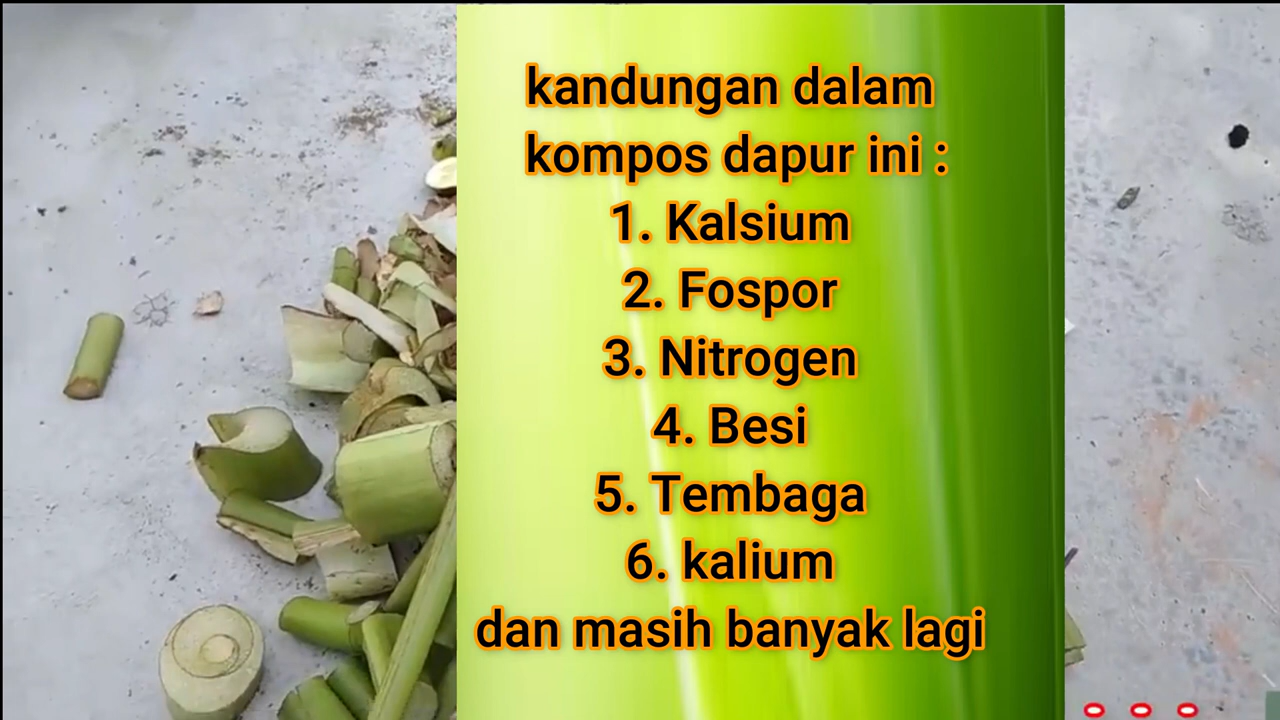 kandungan dalam
kompos dapur ini :
1. Kalsium
2. Fospor
3. Nitrogen
4. Besi
5. Tembaga
6. kalium
dan masih banyak lagi